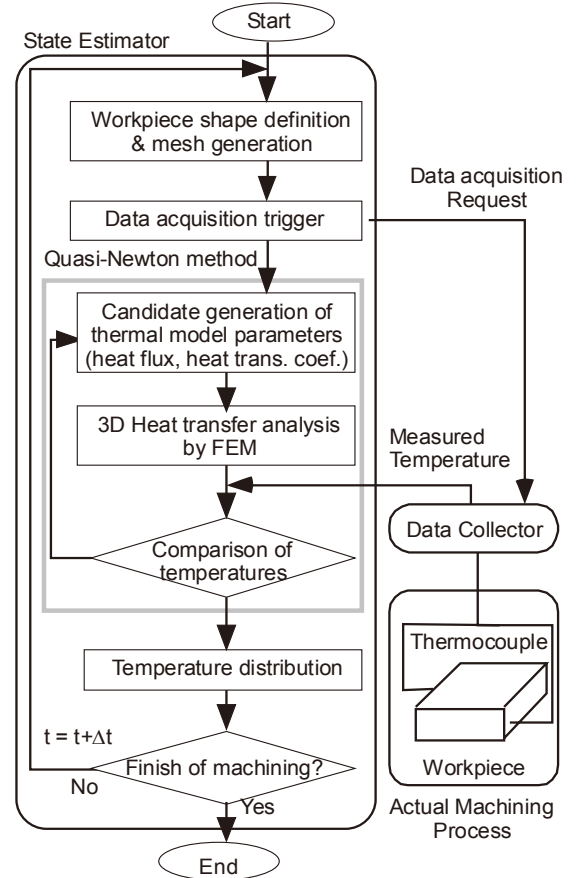 Start
State Estimator
Workpiece shape definition
& mesh generation
Data acquisition
Request
Data acquisition trigger
Quasi-Newton method
Candidate generation of
thermal model parameters
(heat flux, heat trans. coef.)
3D Heat transfer analysis
by FEM
Measured
Temperature
Data Collector
Comparison of
temperatures
Thermocouple
Temperature distribution
t = t+Δt
Finish of machining?
Workpiece
No
Yes
Actual Machining
Process
End